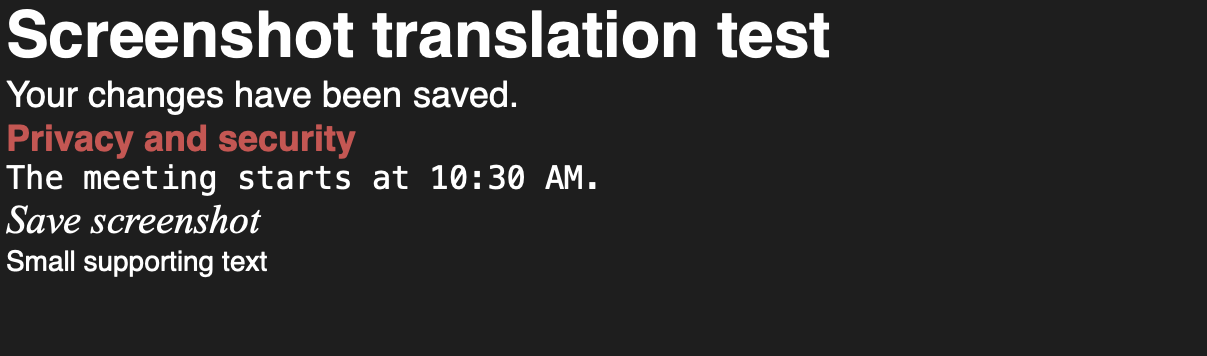 Screenshot translation test
Your changes have been saved.
Privacy and security
The meeting starts at 10:30 AM.
Save screenshot
Small supporting text